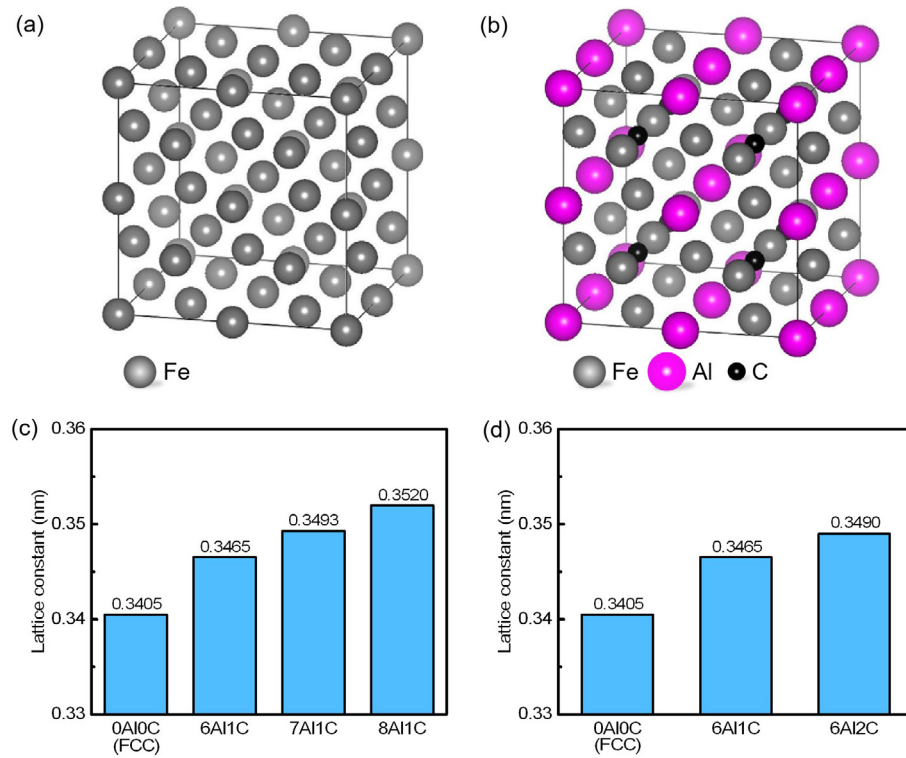 (a)
Fe
(b)
Fe Al C
(c)
Lattice constant (nm)
0.36
0.35
0.34
0.33
0.3405
0.3465
0.3493
0.3520
0Al0C
(FCC)
6Al1C
7Al1C
8Al1C
(d)
Lattice constant (nm)
0.36
0.35
0.34
0.33
0.3405
0.3465
0.3490
0Al0C
(FCC)
6Al1C
6Al2C